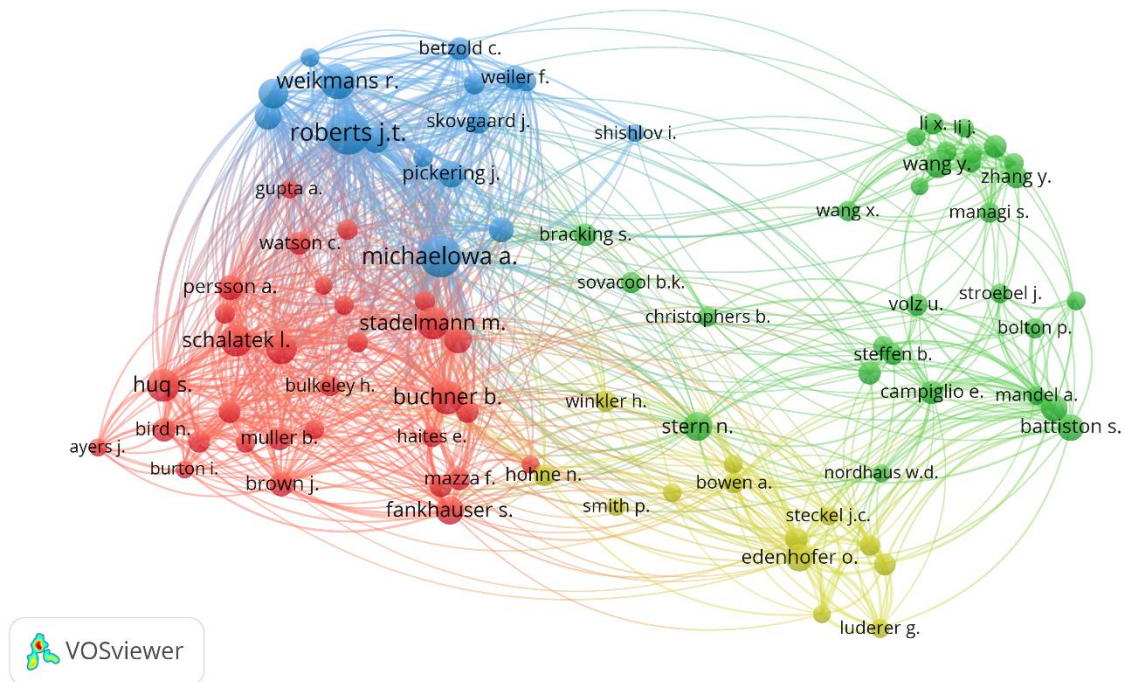 betzold c.
weikmans r.
weiler f.
roberts j.t.
skovgaard j.
shishlov i.
li x.
li j.
wang y.
zhang y.
pickering j.
gupta a.
wang x.
managi s.
watson c.
bracking s.
michaelowa a.
persson a.
sovacool b.k.
stroebel j.
volz u.
christophers b.
stadelmann m.
bolton p.
schalatek l.
steffen b.
huq s.
bulkeley h.
buchner b.
campiglio e.
mandel a.
winkler h.
bird n.
stern n.
battiston s.
muller b.
haites e.
ayers j.
burton i.
brown j.
mazza f.
hohne n.
nordhaus w.d.
bowen a.
fankhauser s.
smith p.
steckel j.c.
edenhofer o.
luderer g.
VOSviewer